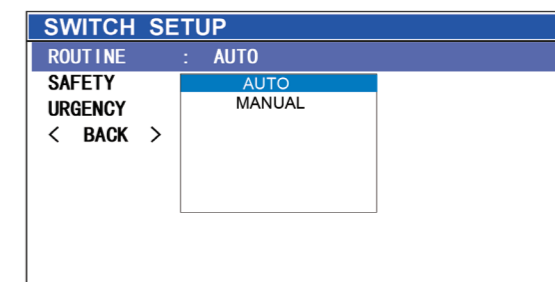 SWITCH SETUP
ROUTINE : AUTO
SAFETY
AUTO
URGENCY
MANUAL
< BACK >